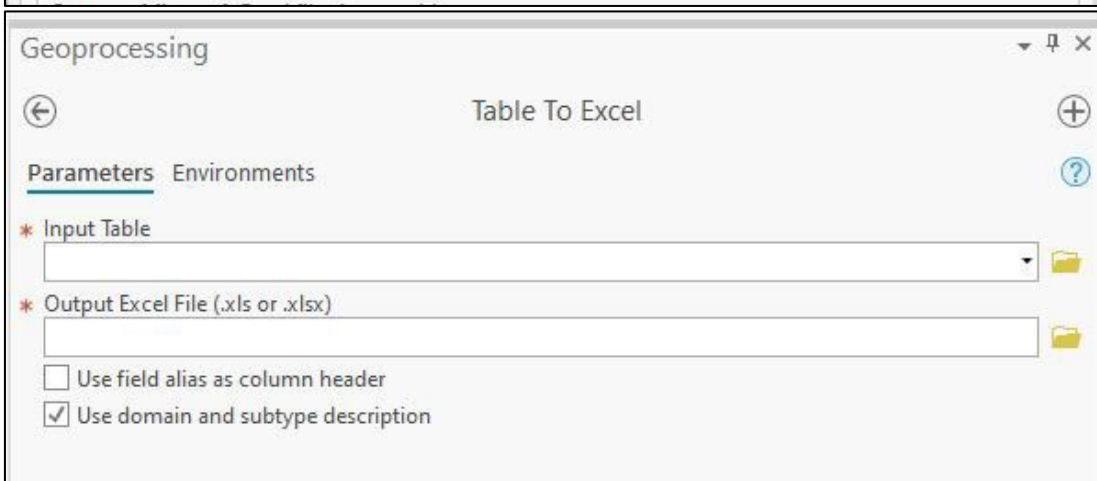 Geoprocessing
Table To Excel
Parameters Environments
* Input Table
* Output Excel File (.xls or .xlsx)
Use field alias as column header
Use domain and subtype description